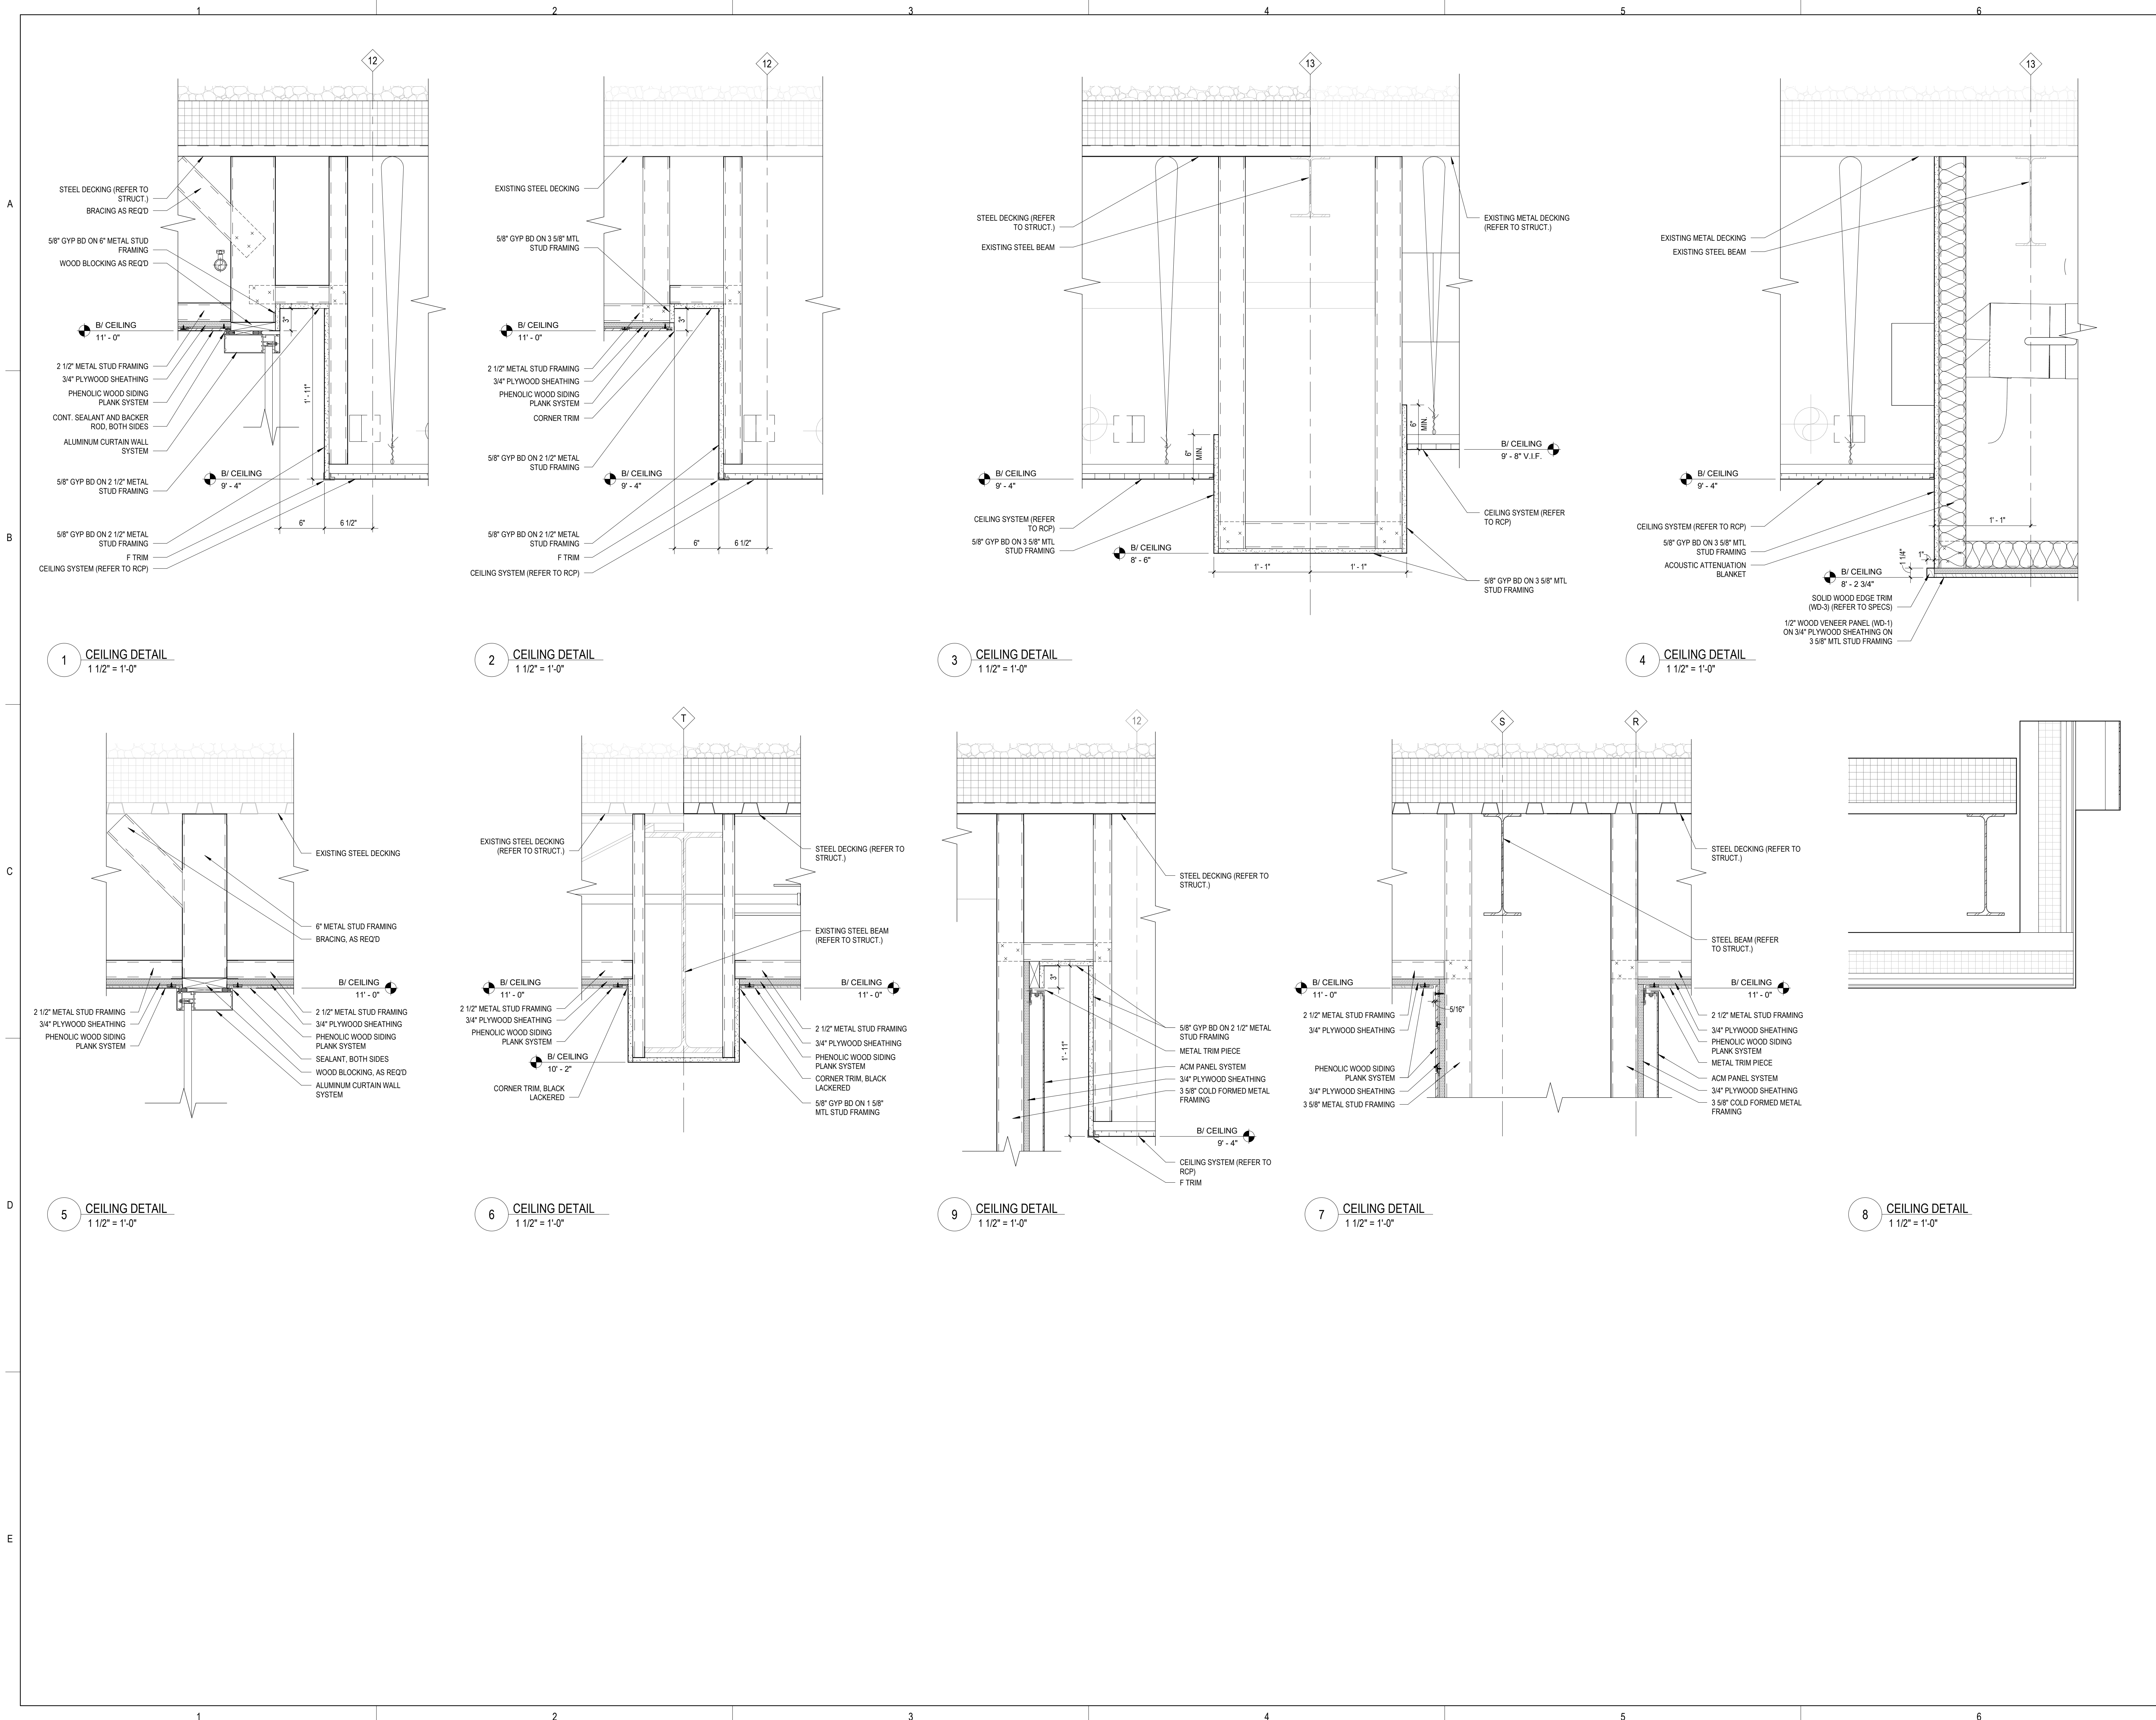 1
2
3
4
5
6
A
B
C
D
E
12
STEEL DECKING (REFER TO
STRUCT.)
BRACING AS REQ'D
5/8" GYP BD ON 6" METAL STUD
FRAMING
WOOD BLOCKING AS REQ'D
B/ CEILING
11' - 0"
2 1/2" METAL STUD FRAMING
3/4" PLYWOOD SHEATHING
PHENOLIC WOOD SIDING
PLANK SYSTEM
CONT. SEALANT AND BACKER
ROD, BOTH SIDES
ALUMINUM CURTAIN WALL
SYSTEM
5/8" GYP BD ON 2 1/2" METAL
STUD FRAMING
5/8" GYP BD ON 2 1/2" METAL
STUD FRAMING
F TRIM
CEILING SYSTEM (REFER TO RCP)
3"
1' - 11"
B/ CEILING
9' - 4"
6"
6 1/2"
1
CEILING DETAIL
1 1/2" = 1'-0"
12
EXISTING STEEL DECKING
5/8" GYP BD ON 3 5/8" MTL
STUD FRAMING
B/ CEILING
11' - 0"
2 1/2" METAL STUD FRAMING
3/4" PLYWOOD SHEATHING
PHENOLIC WOOD SIDING
PLANK SYSTEM
CORNER TRIM
5/8" GYP BD ON 2 1/2" METAL
STUD FRAMING
5/8" GYP BD ON 2 1/2" METAL
STUD FRAMING
F TRIM
CEILING SYSTEM (REFER TO RCP)
3"
B/ CEILING
9' - 4"
6"
6 1/2"
2
CEILING DETAIL
1 1/2" = 1'-0"
13
STEEL DECKING (REFER
TO STRUCT.)
EXISTING STEEL BEAM
EXISTING METAL DECKING
(REFER TO STRUCT.)
6"
MIN.
6"
MIN.
B/ CEILING
9' - 8" V.I.F.
B/ CEILING
9' - 4"
CEILING SYSTEM (REFER
TO RCP)
5/8" GYP BD ON 3 5/8" MTL
STUD FRAMING
B/ CEILING
8' - 6"
CEILING SYSTEM (REFER
TO RCP)
1' - 1"
1' - 1"
5/8" GYP BD ON 3 5/8" MTL
STUD FRAMING
3
CEILING DETAIL
1 1/2" = 1'-0"
13
EXISTING METAL DECKING
EXISTING STEEL BEAM
B/ CEILING
9' - 4"
CEILING SYSTEM (REFER TO RCP)
5/8" GYP BD ON 3 5/8" MTL
STUD FRAMING
ACOUSTIC ATTENUATION
BLANKET
1' - 1"
1"
1 1/4"
B/ CEILING
8' - 2 3/4"
SOLID WOOD EDGE TRIM
(WD-3) (REFER TO SPECS)
1/2" WOOD VENEER PANEL (WD-1)
ON 3/4" PLYWOOD SHEATHING ON
3 5/8" MTL STUD FRAMING
4
CEILING DETAIL
1 1/2" = 1'-0"
EXISTING STEEL DECKING
6" METAL STUD FRAMING
BRACING, AS REQ'D
B/ CEILING
11' - 0"
2 1/2" METAL STUD FRAMING
3/4" PLYWOOD SHEATHING
PHENOLIC WOOD SIDING
PLANK SYSTEM
2 1/2" METAL STUD FRAMING
3/4" PLYWOOD SHEATHING
PHENOLIC WOOD SIDING
PLANK SYSTEM
SEALANT, BOTH SIDES
WOOD BLOCKING, AS REQ'D
ALUMINUM CURTAIN WALL
SYSTEM
5
CEILING DETAIL
1 1/2" = 1'-0"
T
EXISTING STEEL DECKING
(REFER TO STRUCT.)
STEEL DECKING (REFER TO
STRUCT.)
EXISTING STEEL BEAM
(REFER TO STRUCT.)
B/ CEILING
11' - 0"
B/ CEILING
11' - 0"
2 1/2" METAL STUD FRAMING
3/4" PLYWOOD SHEATHING
PHENOLIC WOOD SIDING
PLANK SYSTEM
B/ CEILING
10' - 2"
CORNER TRIM, BLACK
LACKERED
2 1/2" METAL STUD FRAMING
3/4" PLYWOOD SHEATHING
PHENOLIC WOOD SIDING
PLANK SYSTEM
CORNER TRIM, BLACK
LACKERED
5/8" GYP BD ON 1 5/8"
MTL STUD FRAMING
6
CEILING DETAIL
1 1/2" = 1'-0"
12
STEEL DECKING (REFER TO
STRUCT.)
3"
1' - 11"
5/8" GYP BD ON 2 1/2" METAL
STUD FRAMING
METAL TRIM PIECE
ACM PANEL SYSTEM
3/4" PLYWOOD SHEATHING
3 5/8" COLD FORMED METAL
FRAMING
B/ CEILING
9' - 4"
CEILING SYSTEM (REFER TO
RCP)
F TRIM
9
CEILING DETAIL
1 1/2" = 1'-0"
S
R
STEEL DECKING (REFER TO
STRUCT.)
STEEL BEAM (REFER
TO STRUCT.)
B/ CEILING
11' - 0"
B/ CEILING
11' - 0"
5/16"
2 1/2" METAL STUD FRAMING
3/4" PLYWOOD SHEATHING
PHENOLIC WOOD SIDING
PLANK SYSTEM
3/4" PLYWOOD SHEATHING
3 5/8" METAL STUD FRAMING
2 1/2" METAL STUD FRAMING
3/4" PLYWOOD SHEATHING
PHENOLIC WOOD SIDING
PLANK SYSTEM
METAL TRIM PIECE
ACM PANEL SYSTEM
3/4" PLYWOOD SHEATHING
3 5/8" COLD FORMED METAL
FRAMING
7
CEILING DETAIL
1 1/2" = 1'-0"
8
CEILING DETAIL
1 1/2" = 1'-0"
1
2
3
4
5
6